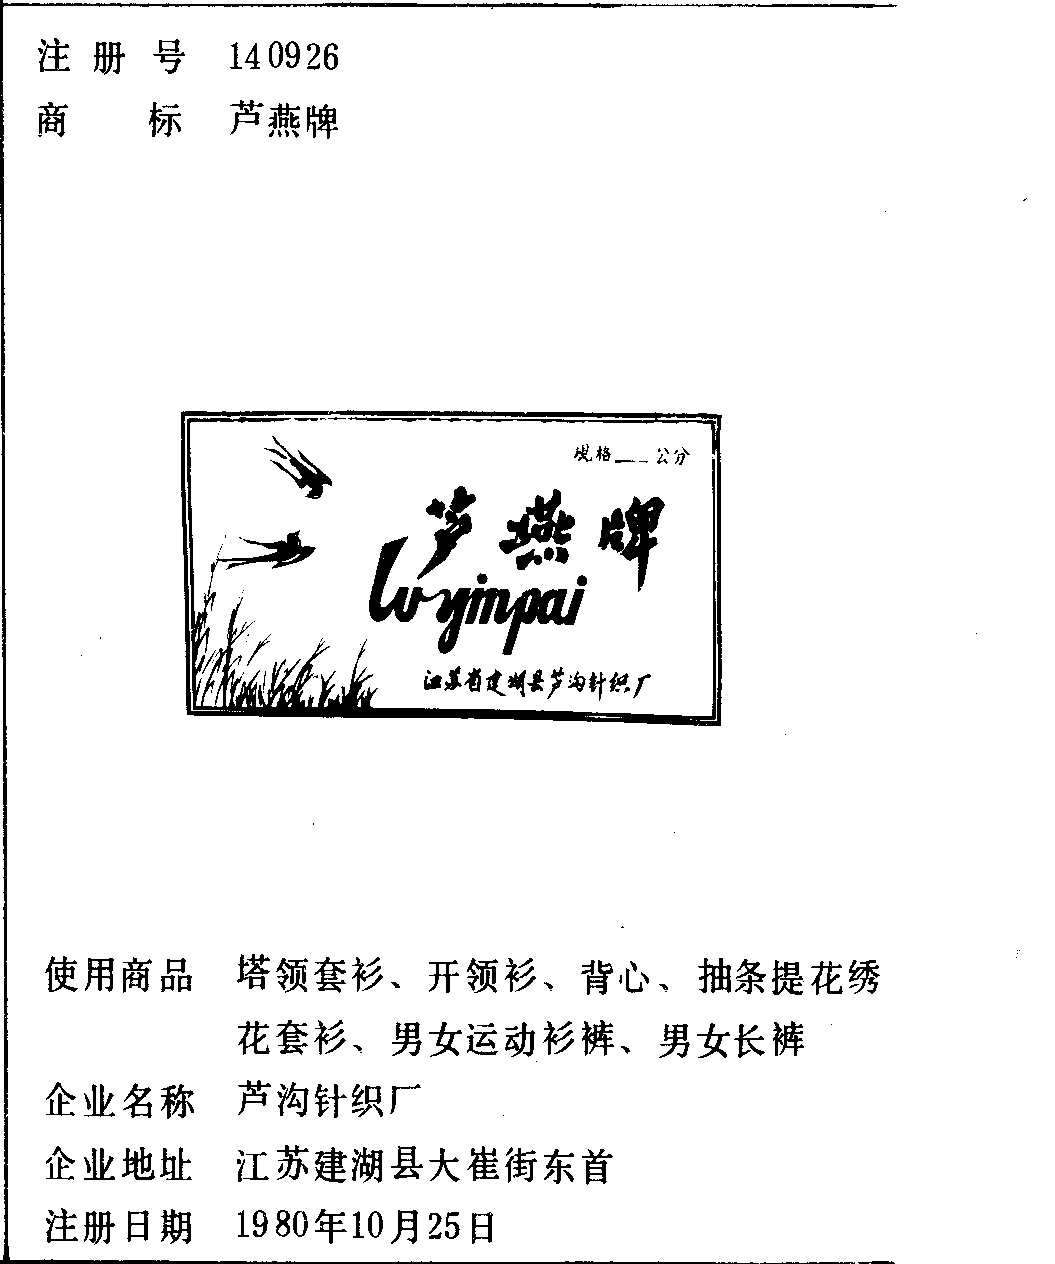 注册号 140926
商标 芦燕牌
规格___公分
芦燕牌
lu yinpai
江苏省建湖县芦沟针织厂
使用商品 塔领套衫、开领衫、背心、抽条提花绣
花套衫、男女运动衫裤、男女长裤
企业名称 芦沟针织厂
企业地址 江苏建湖县大崔街东首
注册日期 1980年10月25日